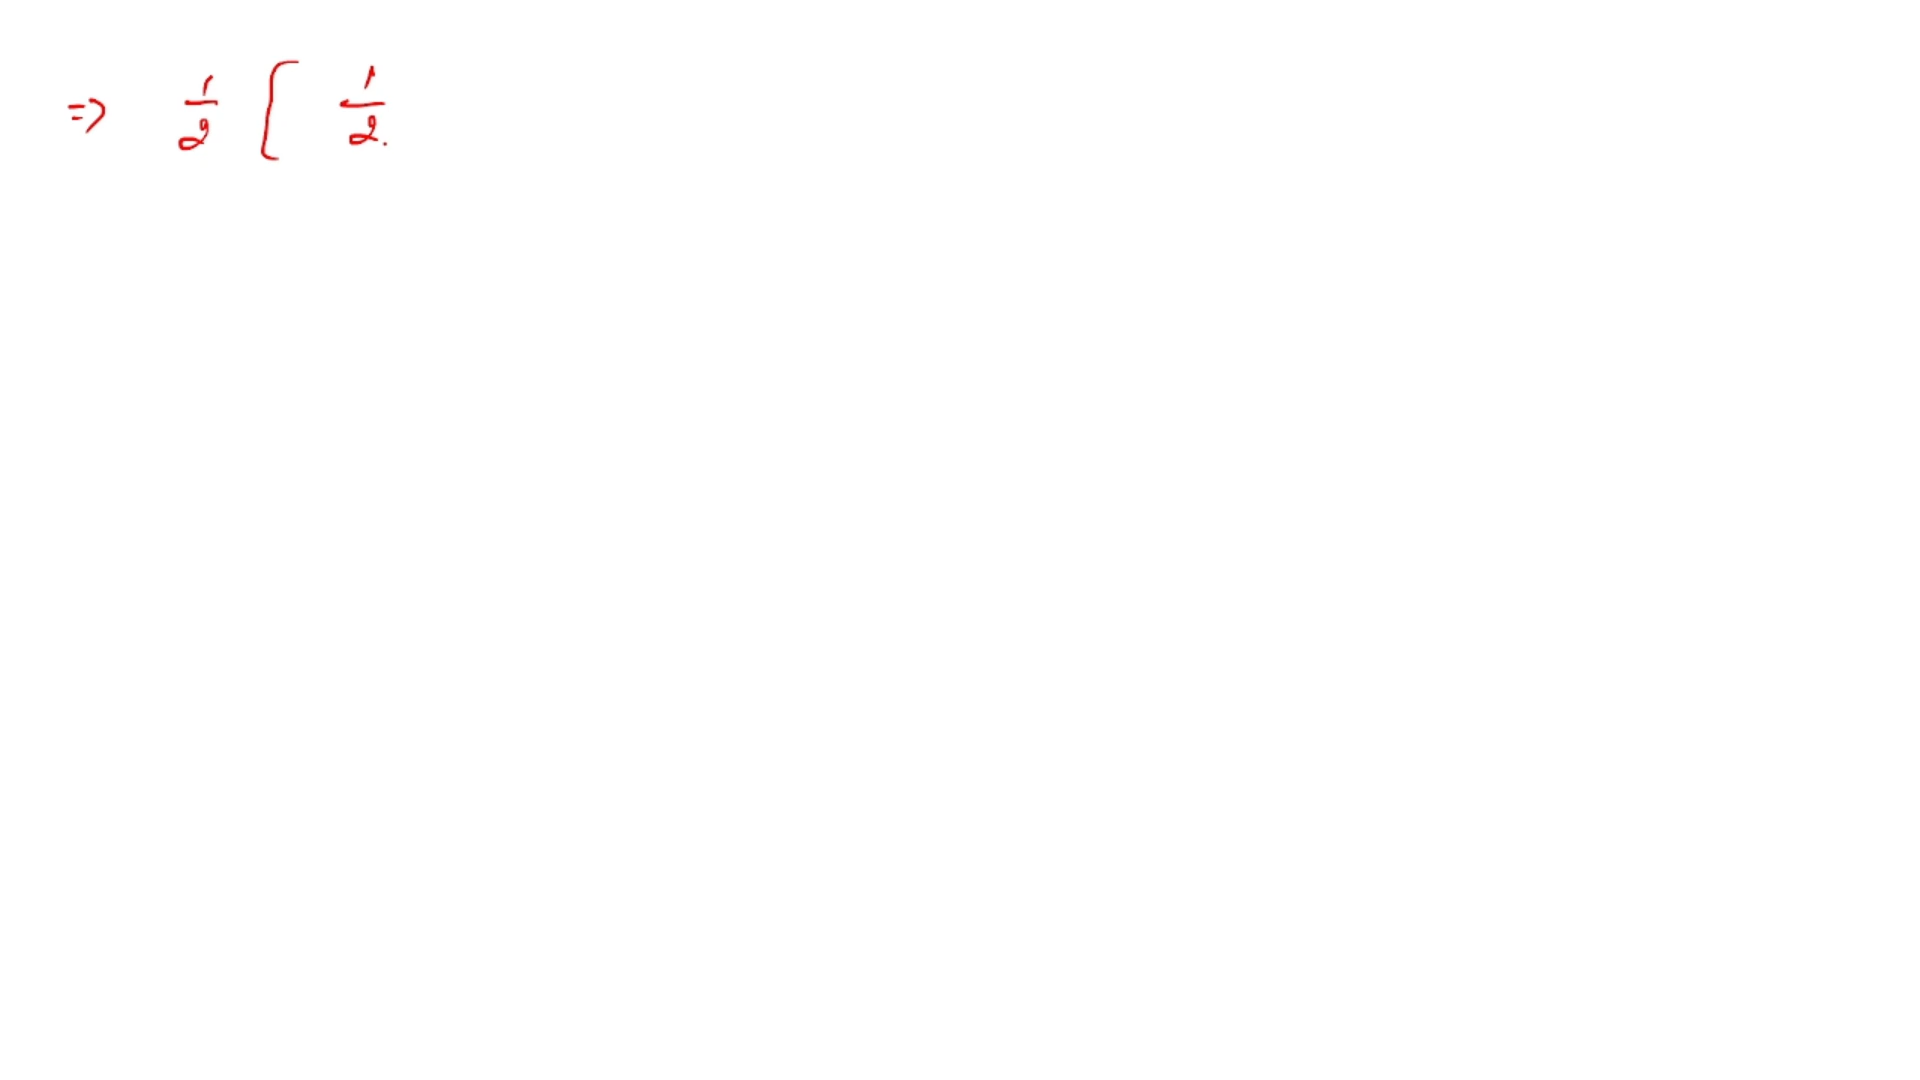 => 1/2 [ 1/2.